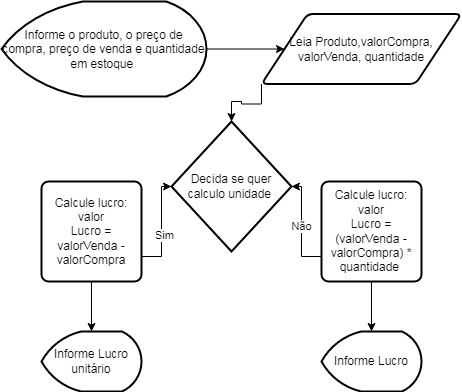 Informe o produto, o preço de
compra, preço de venda e quantidade
em estoque
Leia Produto,valorCompra,
valorVenda, quantidade
Decida se quer
calculo unidade
Calcule lucro:
valor
Lucro =
valorVenda -
valorCompra
Sim
Não
Calcule lucro:
valor
Lucro =
(valorVenda -
valorCompra) *
quantidade
Informe Lucro
unitário
Informe Lucro